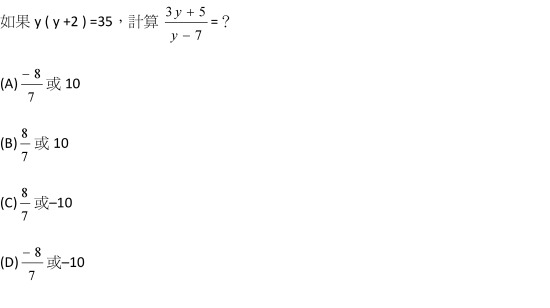 如果 y ( y +2 ) =35，計算 \frac{3y+5}{y-7} =？
(A) \frac{-8}{7} 或 10
(B) \frac{8}{7} 或 10
(C) \frac{8}{7} 或–10
(D) \frac{-8}{7} 或–10